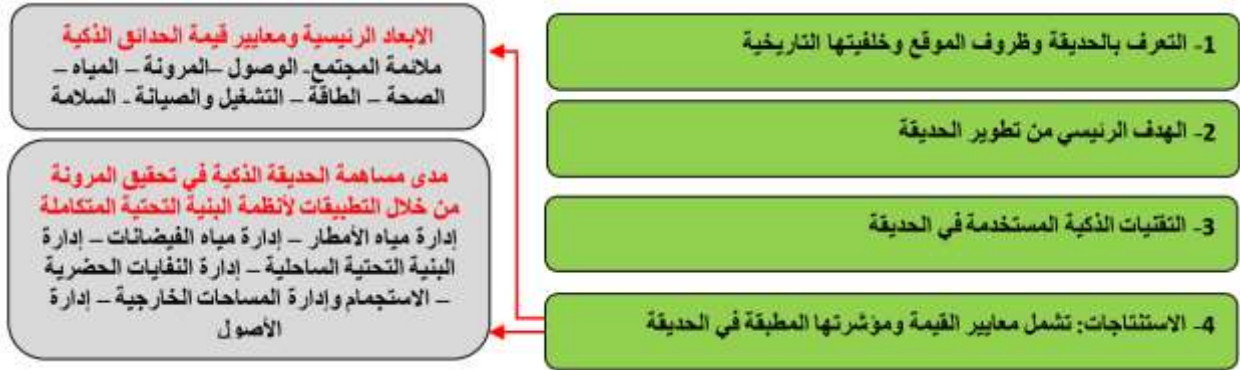 1- التعرف بالحديقة وظروف الموقع وخلفيتها التاريخية
2- الهدف الرئيسي من تطوير الحديقة
3- التقنيات الذكية المستخدمة في الحديقة
4- الاستنتاجات: تشمل معايير القيمة ومؤشرتها المطبقة في الحديقة
الابعاد الرئيسية ومعايير قيمة الحدائق الذكية
ملائمة المجتمع- الوصول –المرونة – المياه –
الصحة – الطاقة – التشغيل والصيانة - السلامة
مدى مساهمة الحديقة الذكية في تحقيق المرونة
من خلال التطبيقات لأنظمة البنية التحتية المتكاملة
إدارة مياه الأمطار – إدارة مياه الفيضانات – إدارة
البنية التحتية الساحلية – إدارة النفايات الحضرية
– الاستجمام وإدارة المساحات الخارجية – إدارة
الأصول